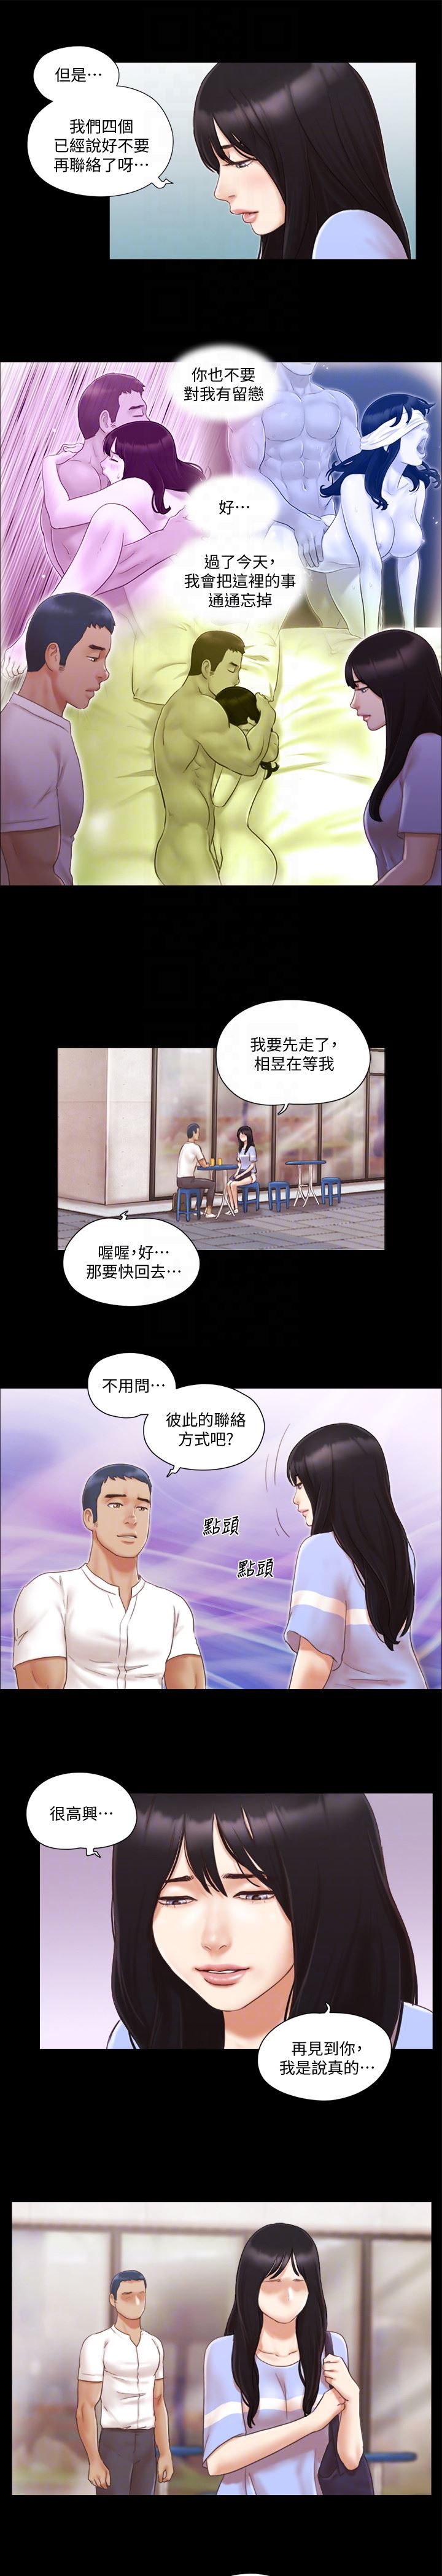 但是⋯
我們四個
已經說好不要
再聯絡了呀⋯
你也不要
對我有留戀
好⋯
過了今天，
我會把這裡的事
通通忘掉
我要先走了，
相昱在等我
喔喔，好⋯
那要快回去⋯
不用問⋯
彼此的聯絡
方式吧?
點頭
點頭
很高興⋯
再見到你，
我是說真的⋯